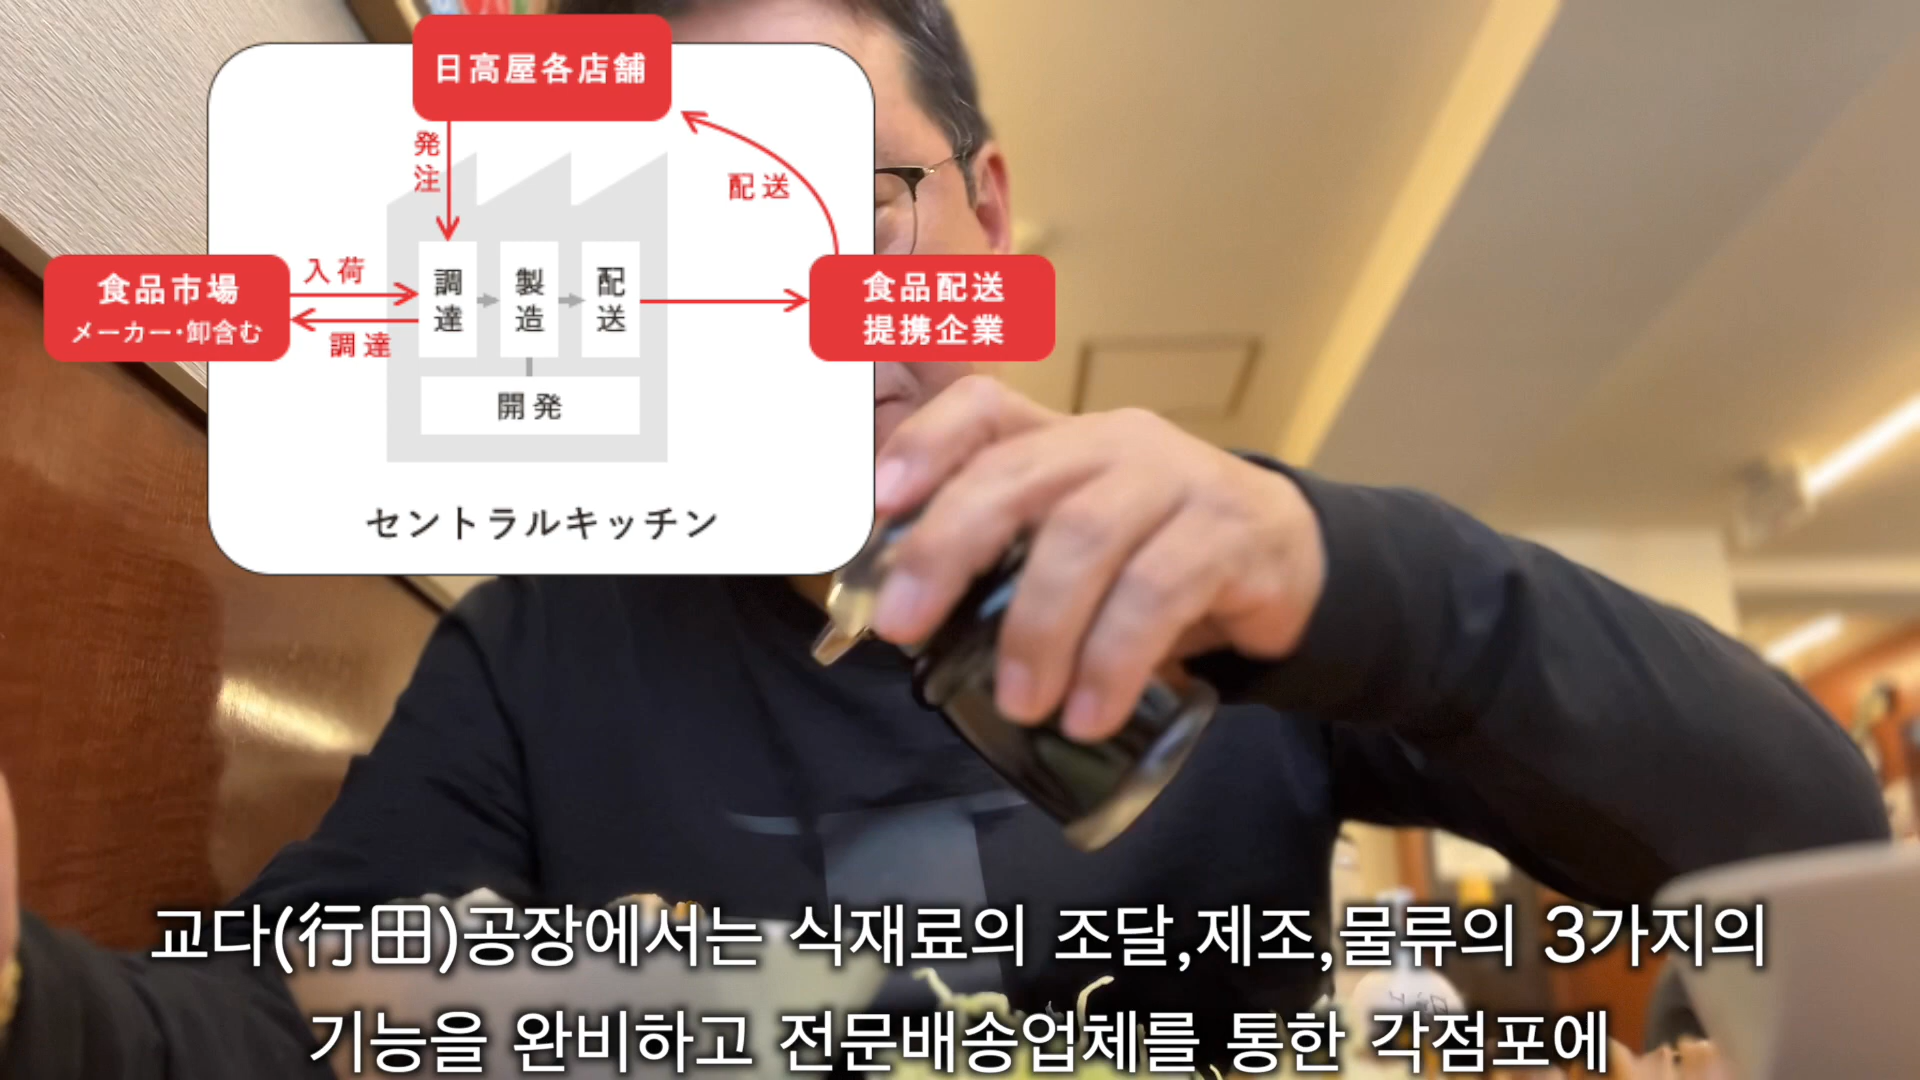 日高屋各店舗
発注
配送
入荷
食品市場
メーカー・卸含む
調達
調達
製造
配送
食品配送
提携企業
開発
セントラルキッチン
교다(行田)공장에서는 식재료의 조달,제조,물류의 3가지의
기능을 완비하고 전문배송업체를 통한 각점포에